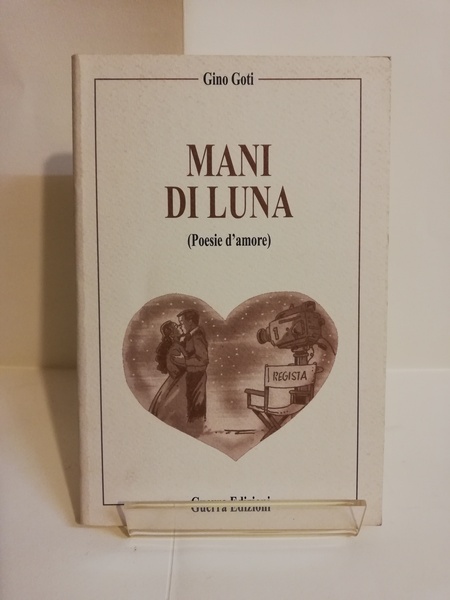 Gino Goti
MANI
DI LUNA
(Poesie d'amore)
REGISTA
Guerra Edizioni